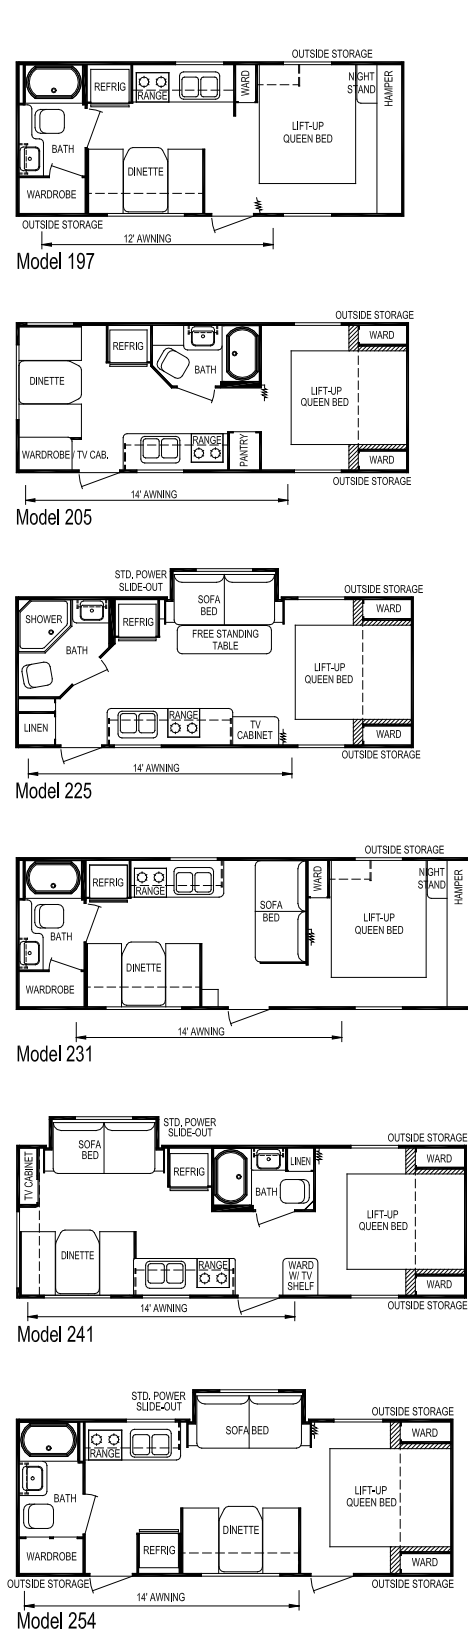 OUTSIDE STORAGE
REFRIG
RANGE
WARD
NIGHT
STAND
HAMPER
LIFT-UP
QUEEN BED
BATH
DINETTE
WARDROBE
OUTSIDE STORAGE
12' AWNING
Model 197
OUTSIDE STORAGE
WARD
REFRIG
BATH
DINETTE
LIFT-UP
QUEEN BED
RANGE
PANTRY
WARDROBE / TV CAB.
WARD
OUTSIDE STORAGE
14' AWNING
Model 205
STD. POWER
SLIDE-OUT
OUTSIDE STORAGE
SOFA
BED
WARD
SHOWER
REFRIG
FREE STANDING
TABLE
BATH
LIFT-UP
QUEEN BED
RANGE
LINEN
TV
CABINET
WARD
OUTSIDE STORAGE
14' AWNING
Model 225
OUTSIDE STORAGE
REFRIG
RANGE
WARD
NIGHT
STAND
HAMPER
SOFA
BED
LIFT-UP
QUEEN BED
BATH
DINETTE
WARDROBE
14' AWNING
Model 231
STD, POWER
SLIDE-OUT
OUTSIDE STORAGE
SOFA
BED
TV CABINET
REFRIG
LINEN
WARD
BATH
LIFT-UP
QUEEN BED
DINETTE
RANGE
WARD
W/ TV
SHELF
WARD
OUTSIDE STORAGE
14' AWNING
Model 241
STD. POWER
SLIDE-OUT
OUTSIDE STORAGE
SOFA BED
WARD
RANGE
BATH
LIFT-UP
QUEEN BED
DINETTE
REFRIG
WARDROBE
WARD
OUTSIDE STORAGE
OUTSIDE STORAGE
14' AWNING
Model 254